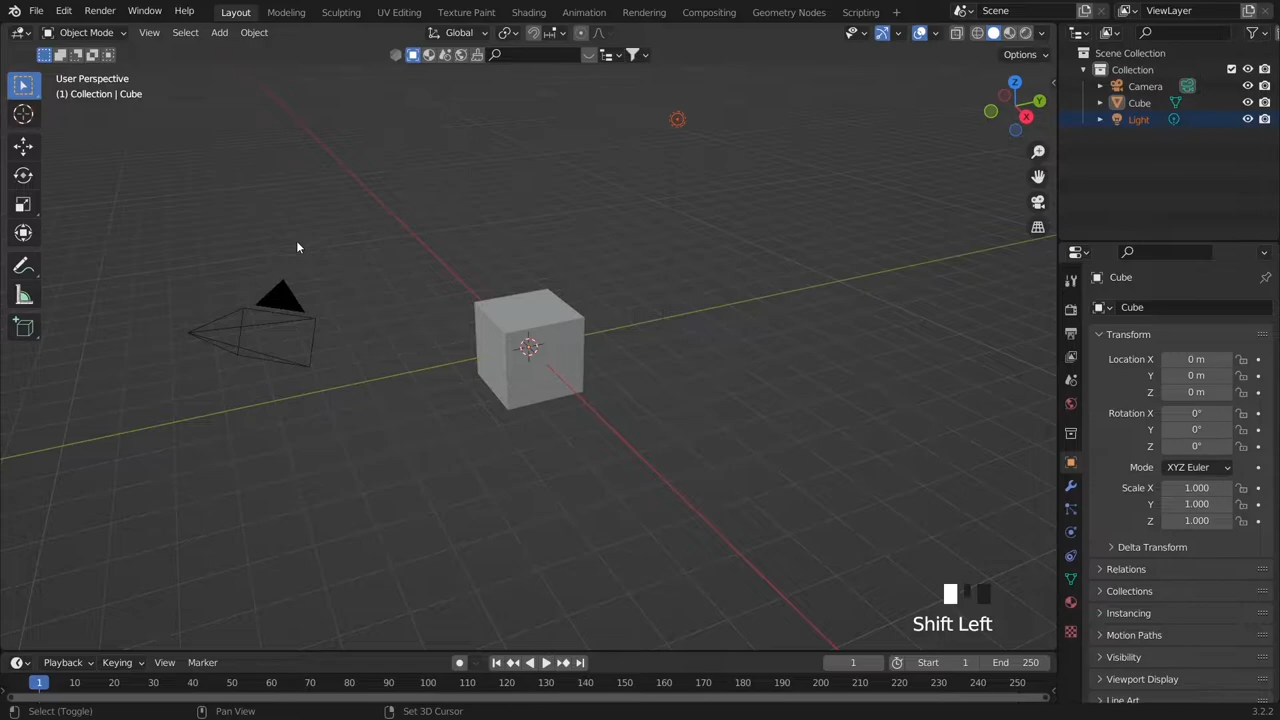 File Edit Render Window Help Layout Modeling Sculpting UV Editing Texture Paint Shading Animation Rendering Compositing Geometry Nodes Scripting Scene ViewLayer
Object Mode View Select Add Object Global
Options
User Perspective
(1) Collection | Cube
Z
Y
X
Scene Collection
Collection
Camera
Cube
Light
Cube
Cube
Transform
Location X 0 m
Y 0 m
Z 0 m
Rotation X 0°
Y 0°
Z 0°
Mode XYZ Euler
Scale X 1.000
Y 1.000
Z 1.000
Delta Transform
Relations
Collections
Instancing
Motion Paths
Visibility
Viewport Display
Line Art
Shift Left
Playback Keying View Marker 1 Start 1 End 250
1 10 20 30 40 50 60 70 80 90 100 110 120 130 140 150 160 170 180 190 200 210 220 230 240 250
Select (Toggle) Pan View Set 3D Cursor 3.2.2